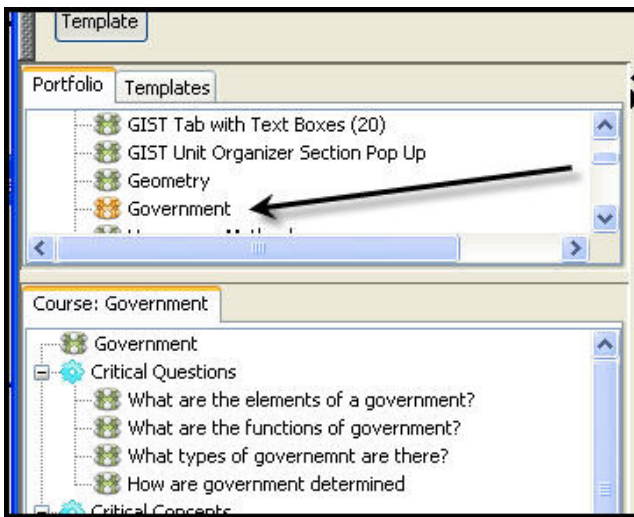 Template
Portfolio Templates
GIST Tab with Text Boxes (20)
GIST Unit Organizer Section Pop Up
Geometry
Government
Course: Government
Government
Critical Questions
What are the elements of a government?
What are the functions of government?
What types of governemnt are there?
How are government determined
Critical Concepts